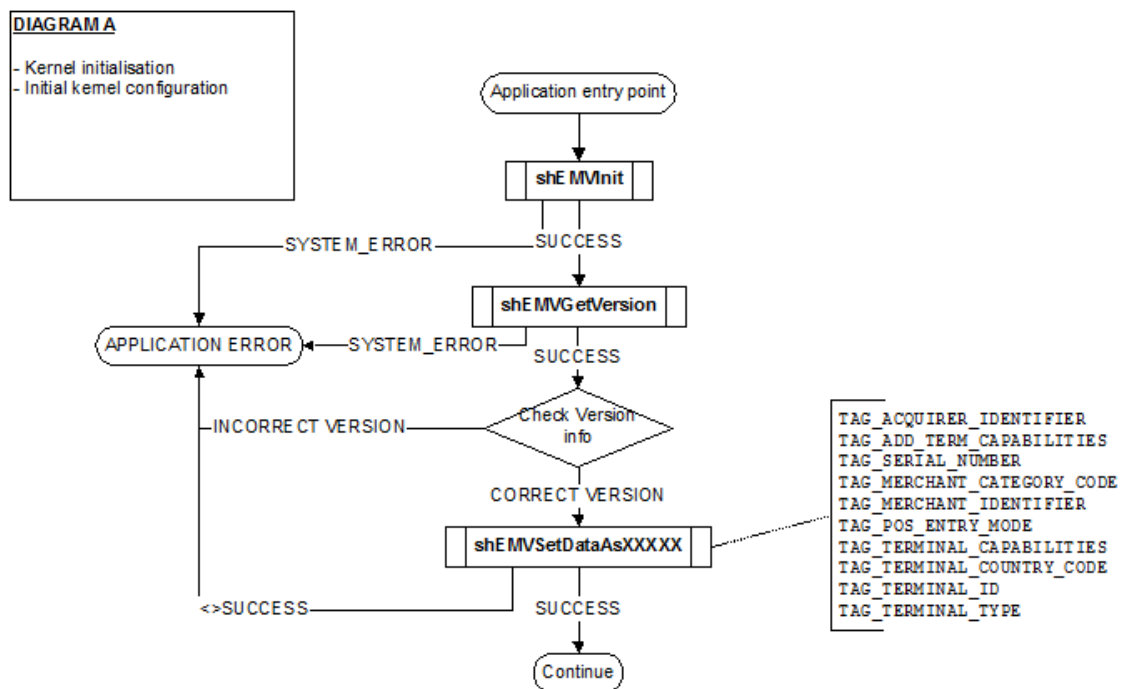 DIAGRAM A
- Kernel initialisation
- Initial kernel configuration
Application entry point
shEMVInit
SYSTEM_ERROR
SUCCESS
shEMVGetVersion
APPLICATION ERROR
SYSTEM_ERROR
SUCCESS
Check Version
info
INCORRECT VERSION
CORRECT VERSION
shEMVSetDataAsXXXXX
TAG_ACQUIRER_IDENTIFIER
TAG_ADD_TERM_CAPABILITIES
TAG_SERIAL_NUMBER
TAG_MERCHANT_CATEGORY_CODE
TAG_MERCHANT_IDENTIFIER
TAG_POS_ENTRY_MODE
TAG_TERMINAL_CAPABILITIES
TAG_TERMINAL_COUNTRY_CODE
TAG_TERMINAL_ID
TAG_TERMINAL_TYPE
<>SUCCESS
SUCCESS
Continue